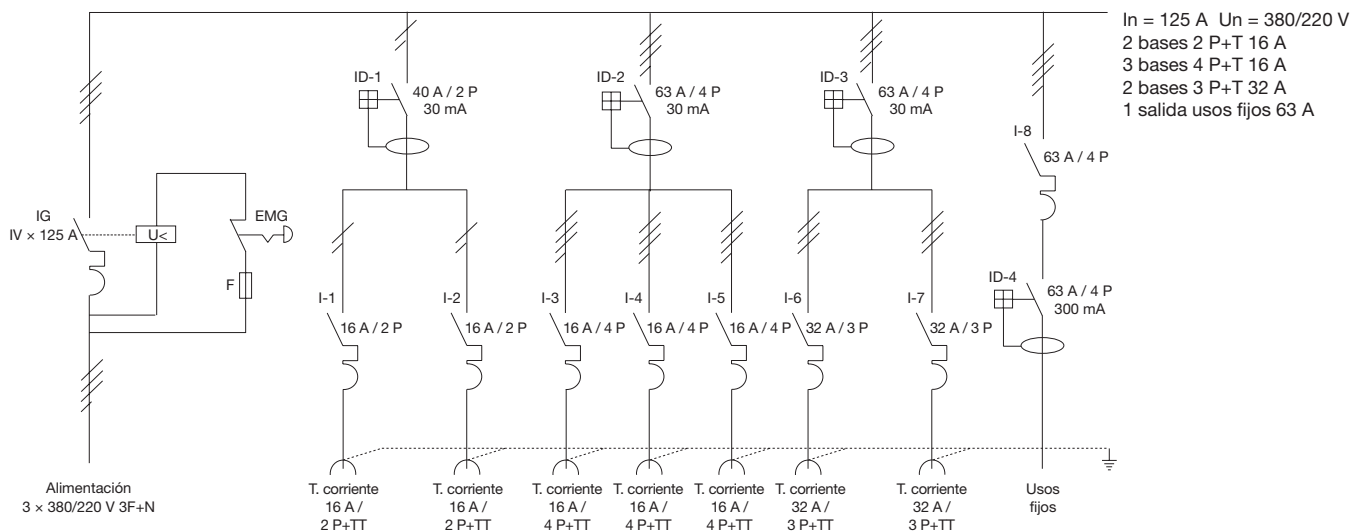 In = 125 A Un = 380/220 V
2 bases 2 P+T 16 A
3 bases 4 P+T 16 A
2 bases 3 P+T 32 A
1 salida usos fijos 63 A
ID-1
40 A / 2 P
30 mA
ID-2
63 A / 4 P
30 mA
ID-3
63 A / 4 P
30 mA
I-8
63 A / 4 P
IG
IV × 125 A
U<
EMG
F
ID-4
63 A / 4 P
300 mA
I-1
16 A / 2 P
I-2
16 A / 2 P
I-3
16 A / 4 P
I-4
16 A / 4 P
I-5
16 A / 4 P
I-6
32 A / 3 P
I-7
32 A / 3 P
Alimentación
3 × 380/220 V 3F+N
T. corriente
16 A /
2 P+TT
T. corriente
16 A /
2 P+TT
T. corriente
16 A /
4 P+TT
T. corriente
16 A /
4 P+TT
T. corriente
16 A /
4 P+TT
T. corriente
32 A /
3 P+TT
T. corriente
32 A /
3 P+TT
Usos
fijos